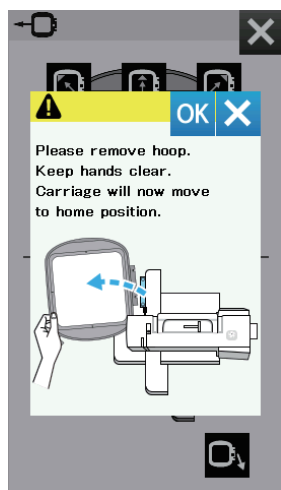 OK
Please remove hoop.
Keep hands clear.
Carriage will now move
to home position.